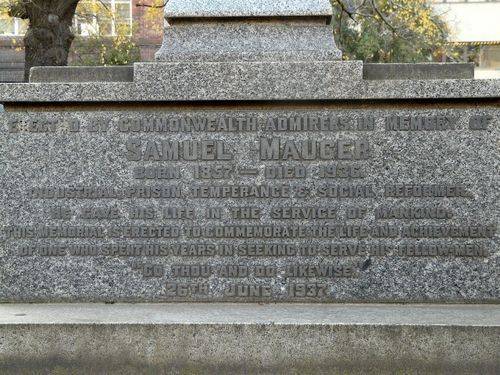 ERECTED BY COMMONWEALTH ADMIRERS IN MEMORY OF
SAMUEL MAUGER
BORN 1857 — DIED 1936
INDUSTRIAL PRISON, TEMPERANCE & SOCIAL REFORMER.
HE GAVE HIS LIFE IN THE SERVICE OF MANKIND.
THIS MEMORIAL IS ERECTED TO COMMEMORATE THE LIFE AND ACHIEVEMENT
OF ONE WHO SPENT HIS YEARS IN SEEKING TO SERVE HIS FELLOW-MEN
"GO THOU AND DO LIKEWISE."
26TH JUNE 1937